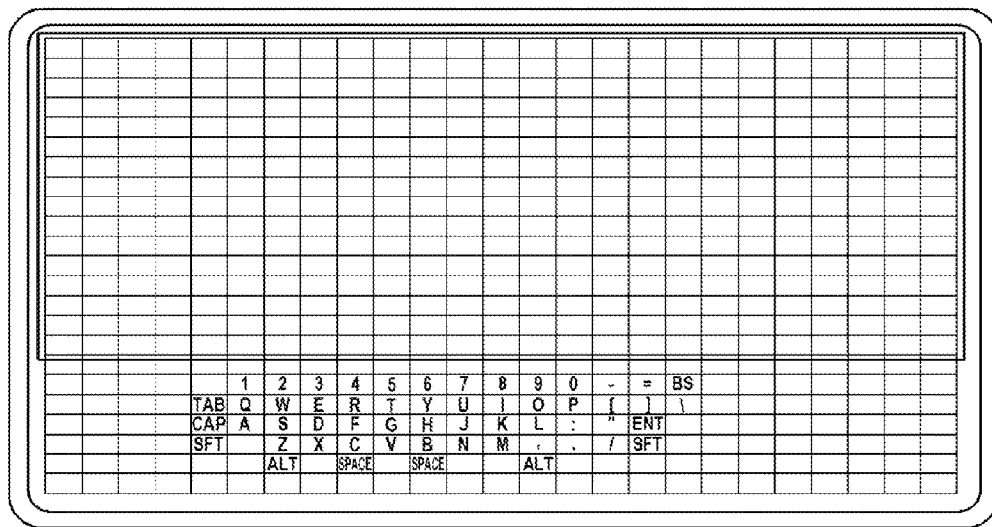 1 2 3 4 5 6 7 8 9 0 - = BS
TAB Q W E R T Y U I O P [ ] \
CAP A S D F G H J K L : " ENT
SFT Z X C V B N M , . / SFT
ALT SPACE SPACE ALT